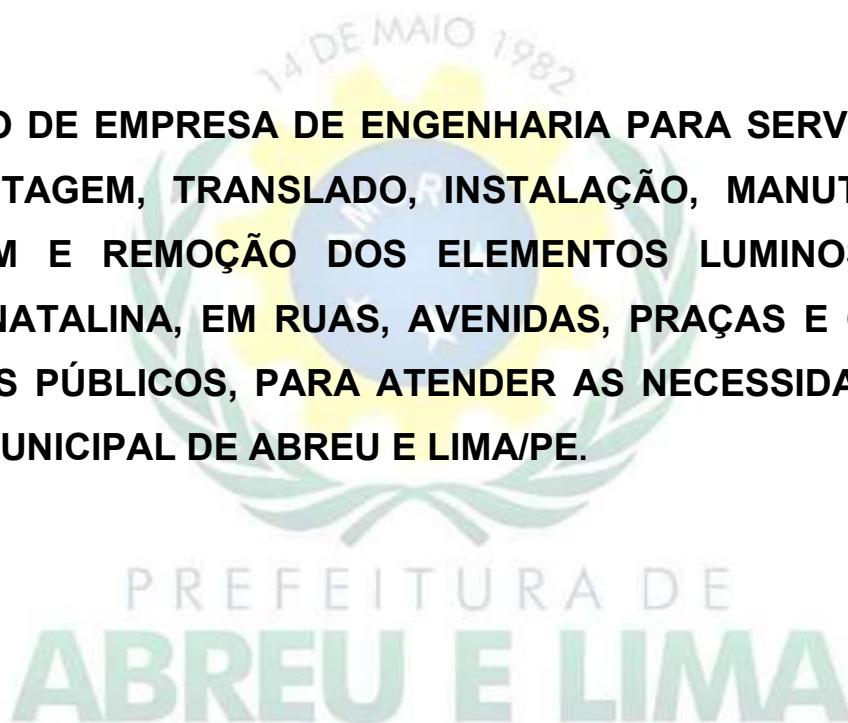 14 DE MAIO 1982
O DE EMPRESA DE ENGENHARIA PARA SERV
TAGEM, TRANSLADO, INSTALAÇÃO, MANUT
M E REMOÇÃO DOS ELEMENTOS LUMINOS
NATALINA, EM RUAS, AVENIDAS, PRAÇAS E
S PÚBLICOS, PARA ATENDER AS NECESSIDA
UNICIPAL DE ABREU E LIMA/PE.
PREFEITURA DE
ABREU E LIMA